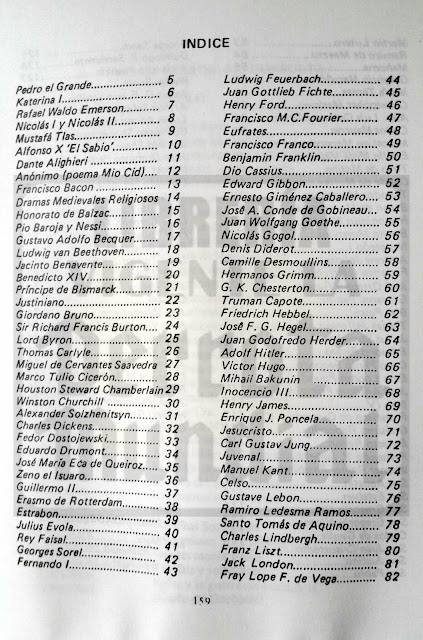 INDICE
Pedro el Grande.................... 5
Katerina I......................... 6
Rafael Waldo Emerson............... 7
Nicolás I y Nicolás II............. 8
Mustafá Tlas....................... 9
Alfonso X 'El Sabio'............... 10
Dante Alighieri.................... 11
Anónimo (poema Mio Cid).... 12
Francisco Bacon.................... 13
Dramas Medievales Religiosos 14
Honorato de Balzac................. 15
Pio Baroja y Nessi................. 16
Gustavo Adolfo Becquer............. 17
Ludwig van Beethoven............... 18
Jacinto Benavente.................. 19
Benedicto XIV...................... 20
Príncipe de Bismarck............... 21
Justiniano......................... 22
Giordano Bruno..................... 23
Sir Richard Francis Burton.... 24
Lord Byron......................... 25
Thomas Carlyle..................... 26
Miguel de Cervantes Saavedra 27
Marco Tulio Cicerón................ 28
Houston Steward Chamberlain 29
Winston Churchill.................. 30
Alexander Solzhenitsyn............. 31
Charles Dickens.................... 32
Fedor Dostojewski.................. 33
Eduardo Drumont.................... 34
José María Eca de Queiroz.......... 35
Zeno el Isuaro..................... 36
Guillermo II....................... 37
Erasmo de Rotterdam................ 38
Estrabon........................... 39
Julius Evola....................... 40
Rey Faisal......................... 41
Georges Sorel...................... 42
Fernando I......................... 43
Ludwig Feuerbach................... 44
Juan Gottlieb Fichte............... 45
Henry Ford......................... 46
Francisco M.C.Fourier.............. 47
Eufrates........................... 48
Francisco Franco................... 49
Benjamín Franklin.................. 50
Dio Cassius........................ 51
Edward Gibbon...................... 52
Ernesto Giménez Caballero.... 53
José A. Conde de Gobineau... 54
Juan Wolfgang Goethe............... 55
Nicolás Gogol...................... 56
Denis Diderot...................... 57
Camille Desmoullins................ 58
Hermanos Grimm..................... 59
G. K. Chesterton................... 60
Truman Capote...................... 61
Friedrich Hebbel................... 62
José F. G. Hegel................... 63
Juan Godofredo Herder.............. 64
Adolf Hitler....................... 65
Victor Hugo........................ 66
Mihail Bakunin..................... 67
Inocencio III...................... 68
Henry James........................ 69
Enrique J. Poncela................. 70
Jesucristo......................... 71
Carl Gustav Jung................... 72
Juvenal............................ 73
Manuel Kant........................ 74
Celso.............................. 75
Gustave Lebon...................... 76
Ramiro Ledesma Ramos............... 77
Santo Tomás de Aquino.............. 78
Charles Lindbergh.................. 79
Franz Liszt........................ 80
Jack London........................ 81
Fray Lope F. de Vega............... 82
159